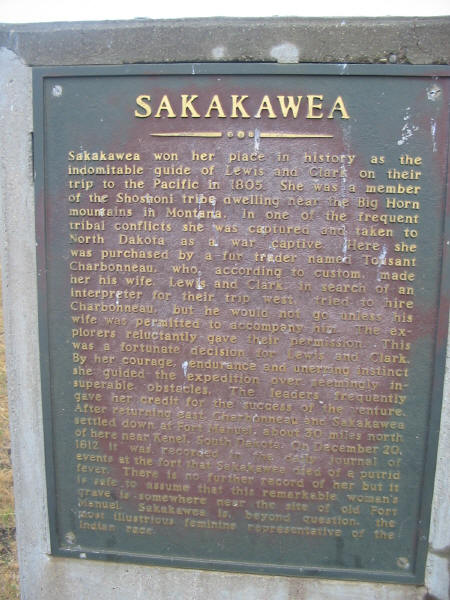 SAKAKAWEA
Sakakawea won her place in history as the
indomitable guide of Lewis and Clark on their
trip to the Pacific in 1805. She was a member
of the Shoshoni tribe dwelling near the Big Horn
mountains in Montana. In one of the frequent
tribal conflicts she was captured and taken to
North Dakota as a war captive. Here she
was purchased by a fur trader named Toussant
Charbonneau, who, according to custom, made
her his wife. Lewis and Clark, in search of an
interpreter for their trip west, tried to hire
Charbonneau, but he would not go unless his
wife was permitted to accompany him. The ex-
plorers reluctantly gave their permission. This
was a fortunate decision for Lewis and Clark.
By her courage, endurance and unerring instinct
she guided the expedition over seemingly in-
superable obstacles. The leaders frequently
gave her credit for the success of the venture.
After returning east, Charbonneau and Sakakawea
settled down at Fort Manuel, about 30 miles north
of here near Kenel, South Dakota. On December 20,
1812 it was recorded in the daily journal of
events at the fort that Sakakawea died of a putrid
fever. There is no further record of her but it
is safe to assume that this remarkable woman's
grave is somewhere near the site of old Fort
Manuel. Sakakawea is, beyond question, the
most illustrious feminine representative of the
Indian race.